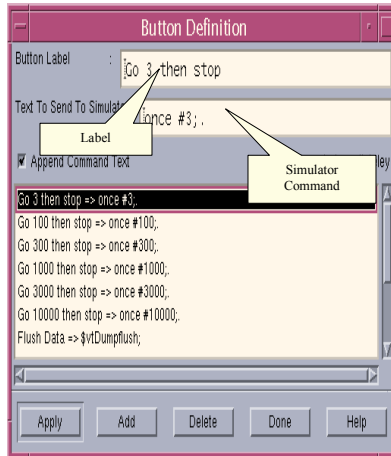 Button Definition
Button Label :
Go 3 then stop
Text To Send To Simulato
once #3;.
Label
Simulator
Command
Append Command Text
ley
Go 3 then stop => once #3;.
Go 100 then stop => once #100;.
Go 300 then stop => once #300;.
Go 1000 then stop => once #1000;.
Go 3000 then stop => once #3000;.
Go 10000 then stop => once #10000;.
Flush Data => $vtDumpflush;
Apply Add Delete Done Help